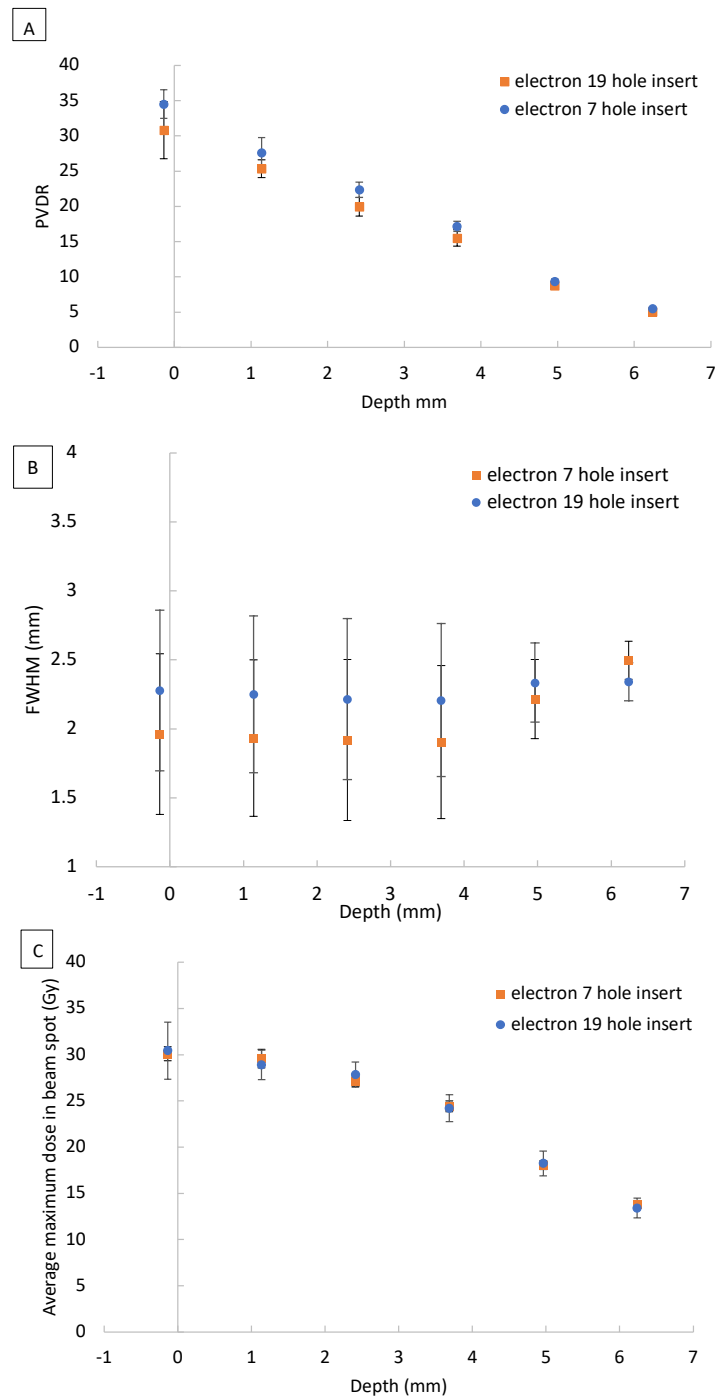 A
40
35
30
25
20
15
10
5
0
PVDR
-1 0 1 2 3 4 5 6 7
Depth mm
electron 19 hole insert
electron 7 hole insert
B
4
3.5
3
2.5
2
1.5
1
FWHM (mm)
-1 0 1 2 3 4 5 6 7
Depth (mm)
electron 7 hole insert
electron 19 hole insert
C
40
35
30
25
20
15
10
5
0
Average maximum dose in beam spot (Gy)
-1 0 1 2 3 4 5 6 7
Depth (mm)
electron 7 hole insert
electron 19 hole insert